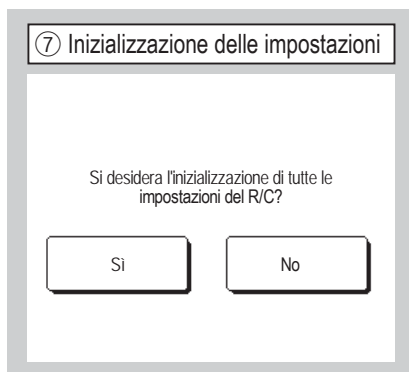 ⑦ Inizializzazione delle impostazioni
Si desidera l'inizializzazione di tutte le
impostazioni del R/C?
Sì
No